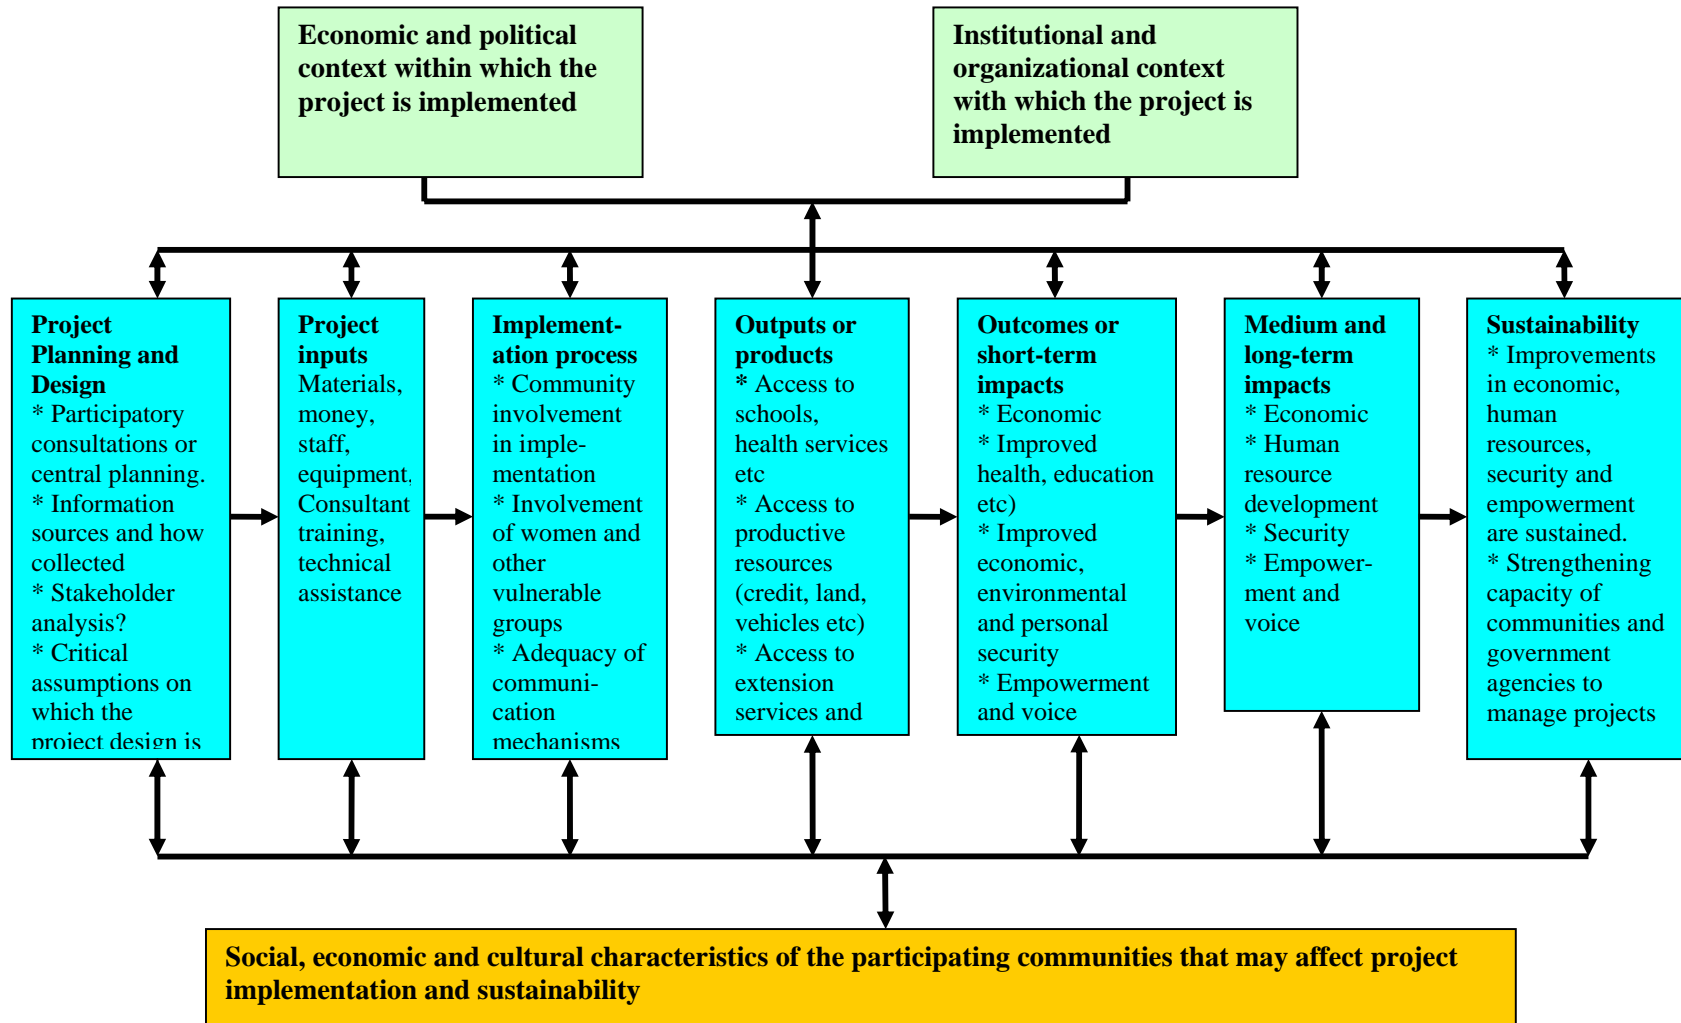 Economic and political
context within which the
project is implemented
Institutional and
organizational context
with which the project is
implemented
Project
Planning and
Design
* Participatory
consultations or
central planning.
* Information
sources and how
collected
* Stakeholder
analysis?
* Critical
assumptions on
which the
project design is
Project
inputs
Materials,
money,
staff,
equipment,
Consultant
training,
technical
assistance
Implement-
ation process
* Community
involvement
in imple-
mentation
* Involvement
of women and
other
vulnerable
groups
* Adequacy of
communi-
cation
mechanisms
Outputs or
products
* Access to
schools,
health services
etc
* Access to
productive
resources
(credit, land,
vehicles etc)
* Access to
extension
services and
Outcomes or
short-term
impacts
* Economic
* Improved
health, education
etc)
* Improved
economic,
environmental
and personal
security
* Empowerment
and voice
Medium and
long-term
impacts
* Economic
* Human
resource
development
* Security
* Empower-
ment and
voice
Sustainability
* Improvements
in economic,
human
resources,
security and
empowerment
are sustained.
* Strengthening
capacity of
communities and
government
agencies to
manage projects
Social, economic and cultural characteristics of the participating communities that may affect project
implementation and sustainability